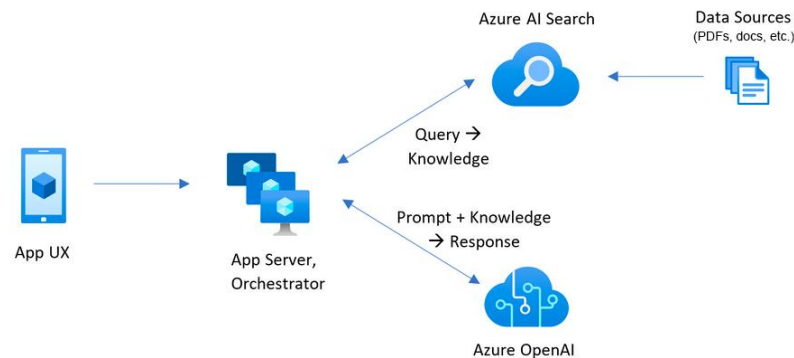 Azure AI Search
Data Sources
(PDFs, docs, etc.)
Query →
Knowledge
App UX
App Server,
Orchestrator
Prompt + Knowledge
→ Response
Azure OpenAI